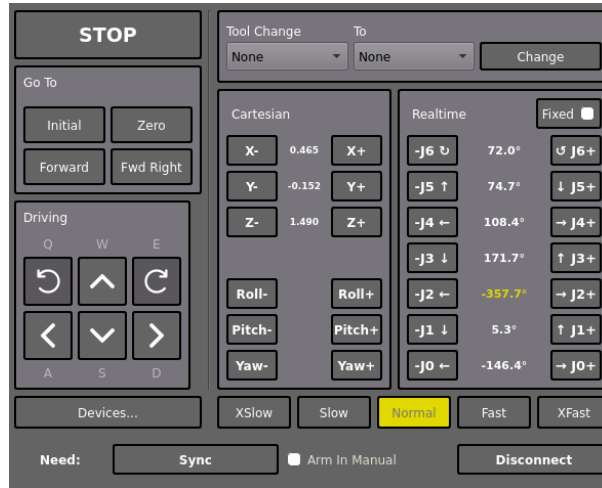 STOP
Tool Change To
None None Change
Go To
Initial Zero
Forward Fwd Right
Cartesian
X- 0.465 X+
Y- -0.152 Y+
Z- 1.490 Z+
Roll- Roll+
Pitch- Pitch+
Yaw- Yaw+
Realtime Fixed
-J6 ↻ 72.0° ↺ J6+
-J5 ↑ 74.7° ↓ J5+
-J4 ← 108.4° → J4+
-J3 ↓ 171.7° ↑ J3+
-J2 ← -357.7° → J2+
-J1 ↓ 5.3° ↑ J1+
-J0 ← -146.4° → J0+
Driving
Q W E
A S D
Devices... XSlow Slow Normal Fast XFast
Need: Sync Arm In Manual Disconnect